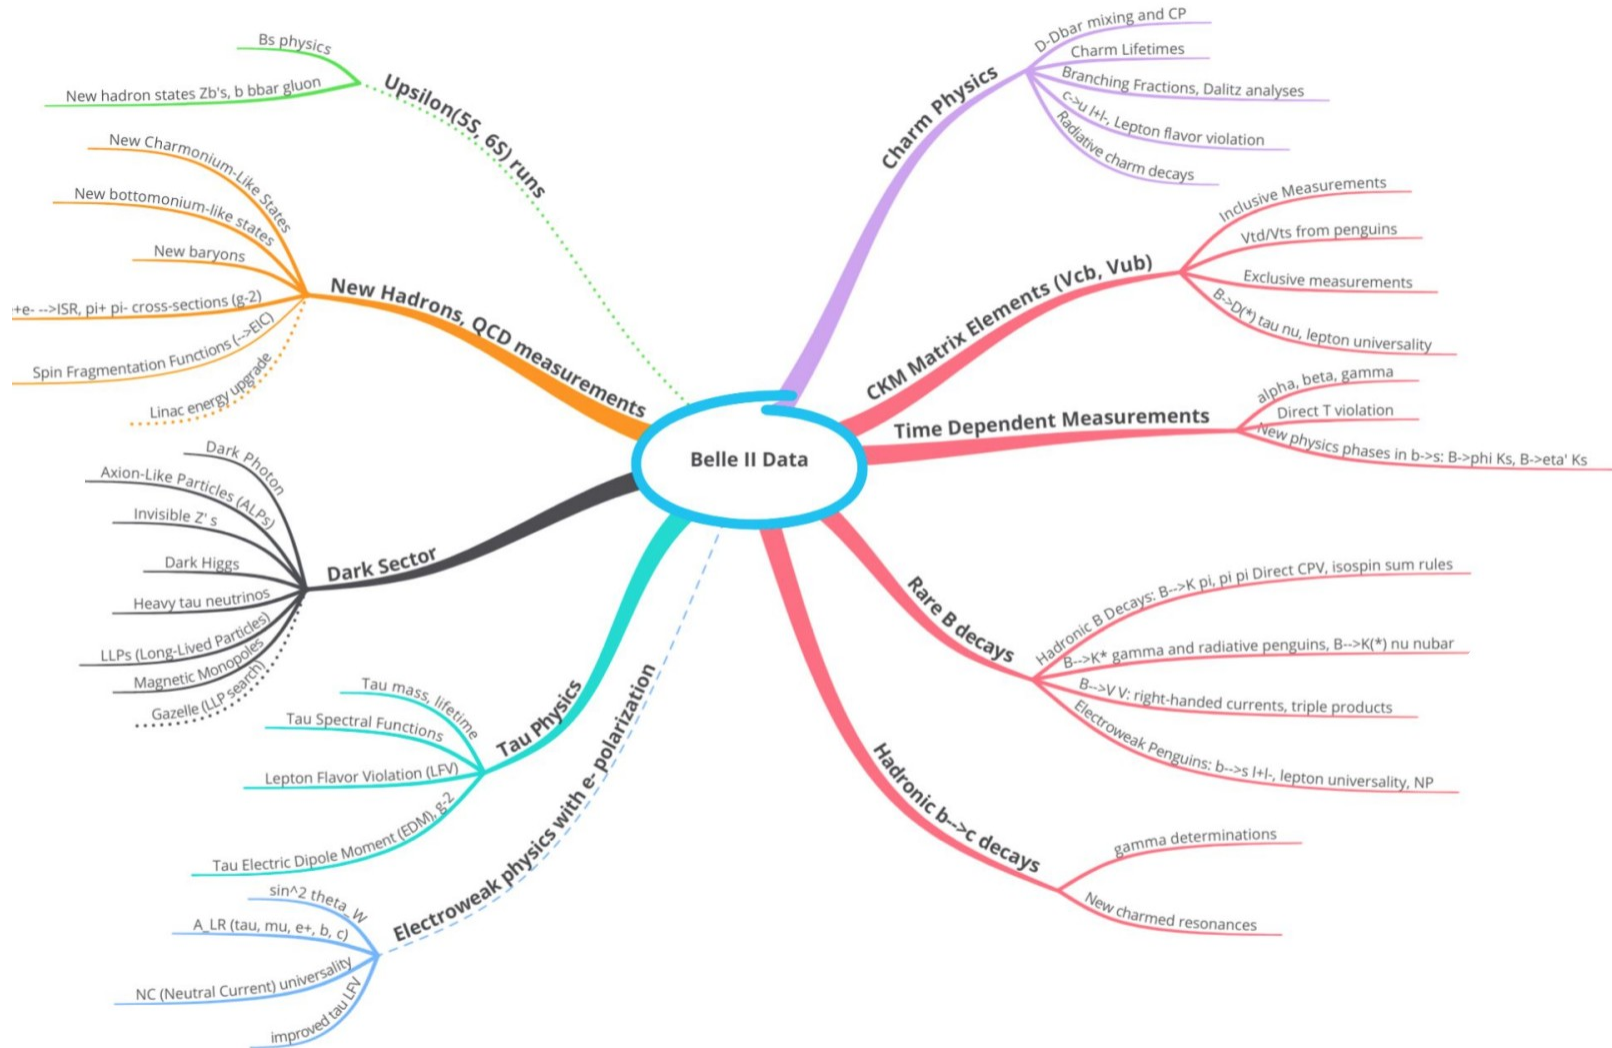 Belle II Data
Upsilon(5S, 6S) runs
Bs physics
New hadron states Zb's, b bbar gluon
New Hadrons, QCD measurements
New Charmonium-Like States
New bottomonium-like states
New baryons
+e- -->ISR, pi+ pi- cross-sections (g-2)
Spin Fragmentation Functions (-->EIC)
Linac energy upgrade
Dark Sector
Dark Photon
Axion-Like Particles (ALPs)
Invisible Z' s
Dark Higgs
Heavy tau neutrinos
LLPs (Long-Lived Particles)
Magnetic Monopoles
Gazelle (LLP search)
Tau Physics
Tau mass, lifetime
Tau Spectral Functions
Lepton Flavor Violation (LFV)
Tau Electric Dipole Moment (EDM), g-2
Electroweak physics with e- polarization
sin^2 theta_W
A_LR (tau, mu, e+, b, c)
NC (Neutral Current) universality
improved tau LFV
Charm Physics
D-Dbar mixing and CP
Charm Lifetimes
Branching Fractions, Dalitz analyses
c->u l+l-, Lepton flavor violation
Radiative charm decays
CKM Matrix Elements (Vcb, Vub)
Inclusive Measurements
Vtd/Vts from penguins
Exclusive measurements
B->D(*) tau nu, lepton universality
Time Dependent Measurements
alpha, beta, gamma
Direct T violation
New physics phases in b->s: B->phi Ks, B->eta' Ks
Rare B decays
Hadronic B Decays: B-->K pi, pi pi Direct CPV, isospin sum rules
B-->K* gamma and radiative penguins, B-->K(*) nu nubar
B-->V V: right-handed currents, triple products
Electroweak Penguins: b-->s l+l-, lepton universality, NP
Hadronic b-->c decays
gamma determinations
New charmed resonances